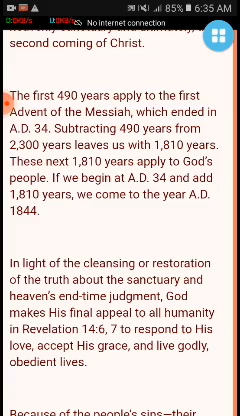 85% 6:35 AM
0.0KB/s U:0KB/s No internet connection
second coming of Christ.
The first 490 years apply to the first
Advent of the Messiah, which ended in
A.D. 34. Subtracting 490 years from
2,300 years leaves us with 1,810 years.
These next 1,810 years apply to God's
people. If we begin at A.D. 34 and add
1,810 years, we come to the year A.D.
1844.
In light of the cleansing or restoration
of the truth about the sanctuary and
heaven's end-time judgment, God
makes His final appeal to all humanity
in Revelation 14:6, 7 to respond to His
love, accept His grace, and live godly,
obedient lives.
Because of the people's sins—their